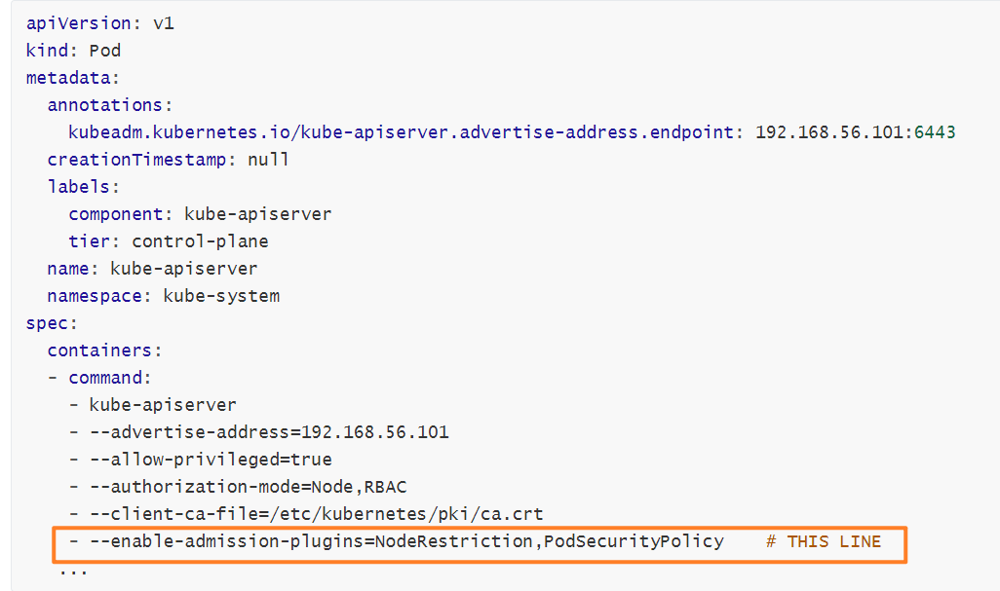 apiVersion: v1
kind: Pod
metadata:
  annotations:
    kubeadm.kubernetes.io/kube-apiserver.advertise-address.endpoint: 192.168.56.101:6443
  creationTimestamp: null
  labels:
    component: kube-apiserver
    tier: control-plane
  name: kube-apiserver
  namespace: kube-system
spec:
  containers:
  - command:
    - kube-apiserver
    - --advertise-address=192.168.56.101
    - --allow-privileged=true
    - --authorization-mode=Node,RBAC
    - --client-ca-file=/etc/kubernetes/pki/ca.crt
    - --enable-admission-plugins=NodeRestriction,PodSecurityPolicy    # THIS LINE
   ...